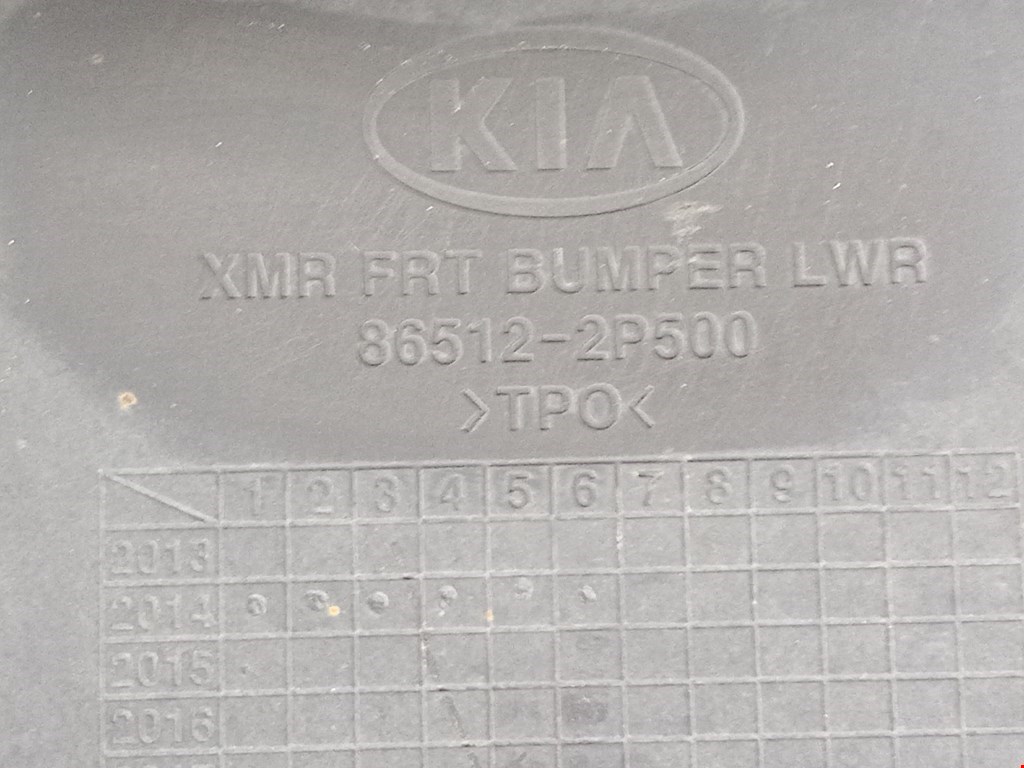 KIA
XMR FRT BUMPER LWR
86512-2P500
>TPO<
1 2 3 4 5 6 7 8 9 10 11 12
2013
2014
2015
2016